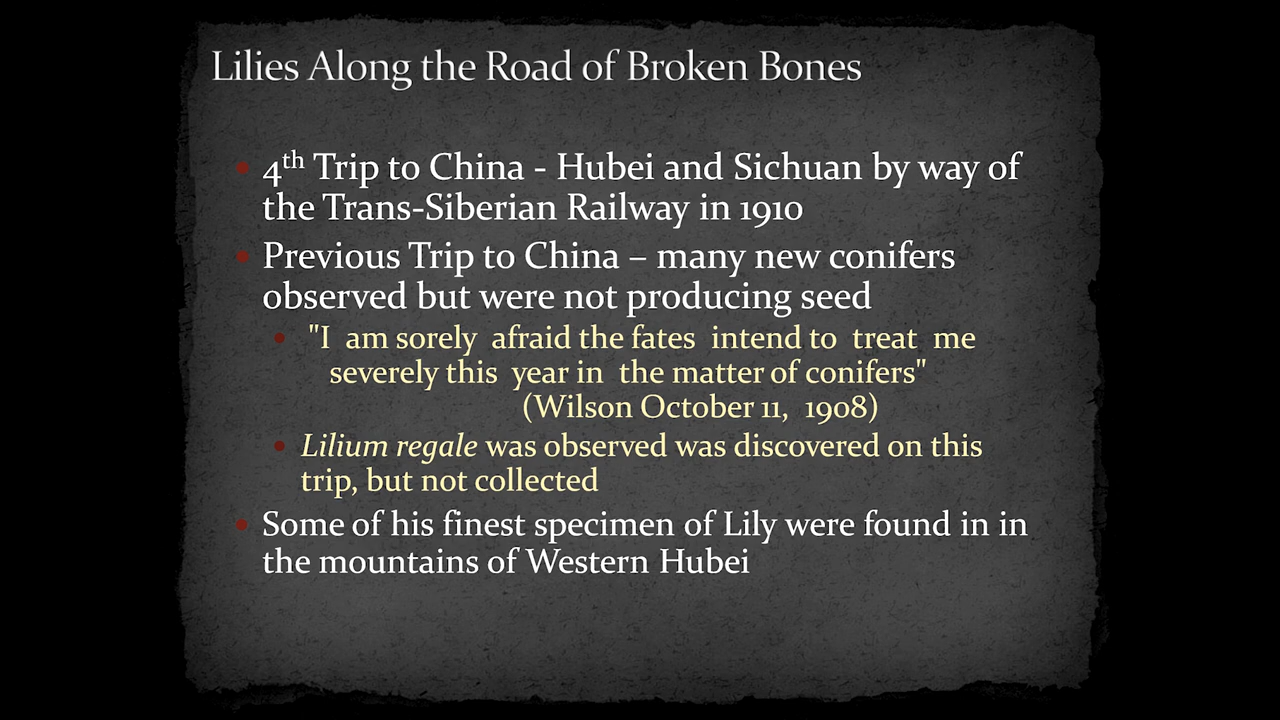 Lilies Along the Road of Broken Bones
4th Trip to China - Hubei and Sichuan by way of
the Trans-Siberian Railway in 1910
Previous Trip to China – many new conifers
observed but were not producing seed
"I am sorely afraid the fates intend to treat me
severely this year in the matter of conifers"
(Wilson October 11, 1908)
Lilium regale was observed was discovered on this
trip, but not collected
Some of his finest specimen of Lily were found in in
the mountains of Western Hubei